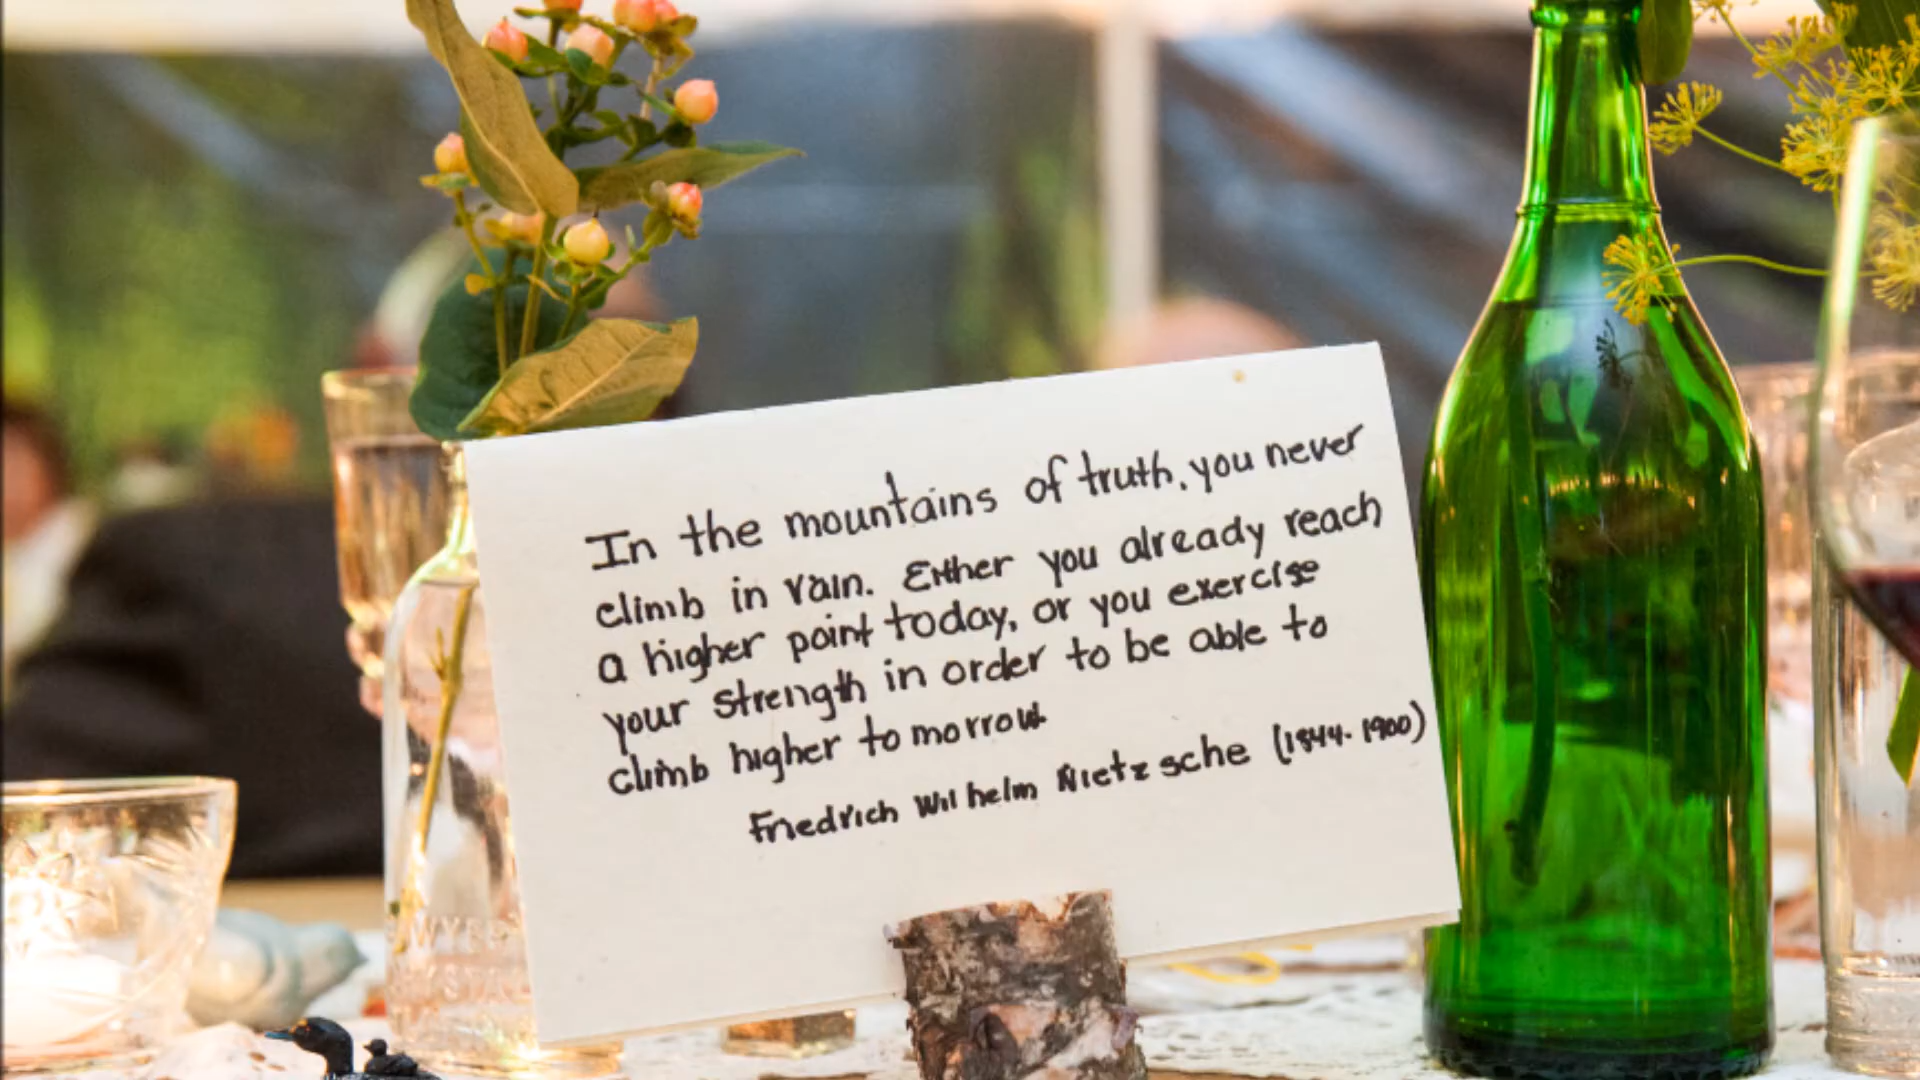 In the mountains of truth, you never
climb in vain. Either you already reach
a higher point today, or you exercise
your strength in order to be able to
climb higher tomorrow.
Friedrich Wilhelm Nietzsche (1844-1900)